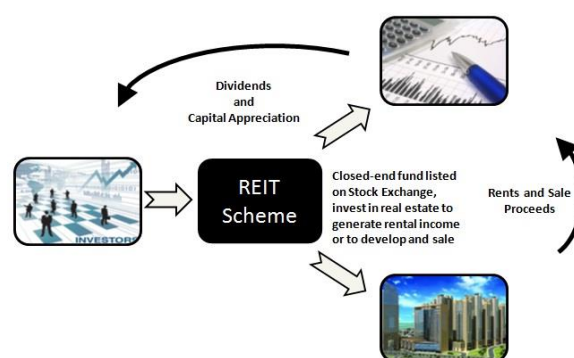 Dividends
and
Capital Appreciation
INVESTORS
REIT
Scheme
Closed-end fund listed
on Stock Exchange,
invest in real estate to
generate rental income
or to develop and sale
Rents and Sale
Proceeds